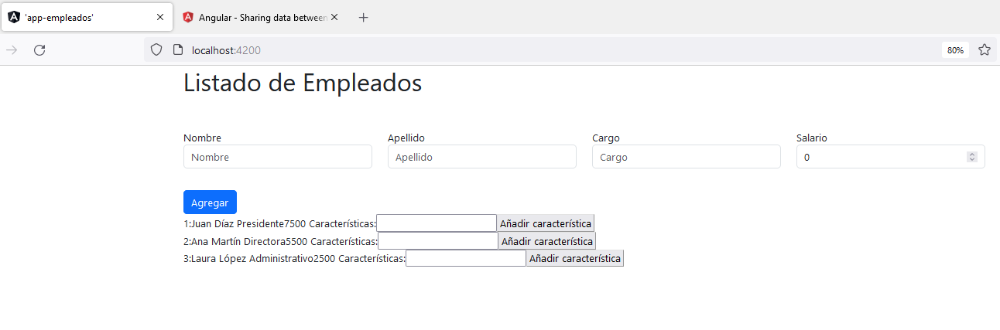 'app-empleados' Angular - Sharing data between
localhost:4200 80%
Listado de Empleados
Nombre Apellido Cargo Salario
Nombre Apellido Cargo 0
Agregar
1:Juan Díaz Presidente7500 Características: Añadir característica
2:Ana Martín Directora5500 Características: Añadir característica
3:Laura López Administrativo2500 Características: Añadir característica